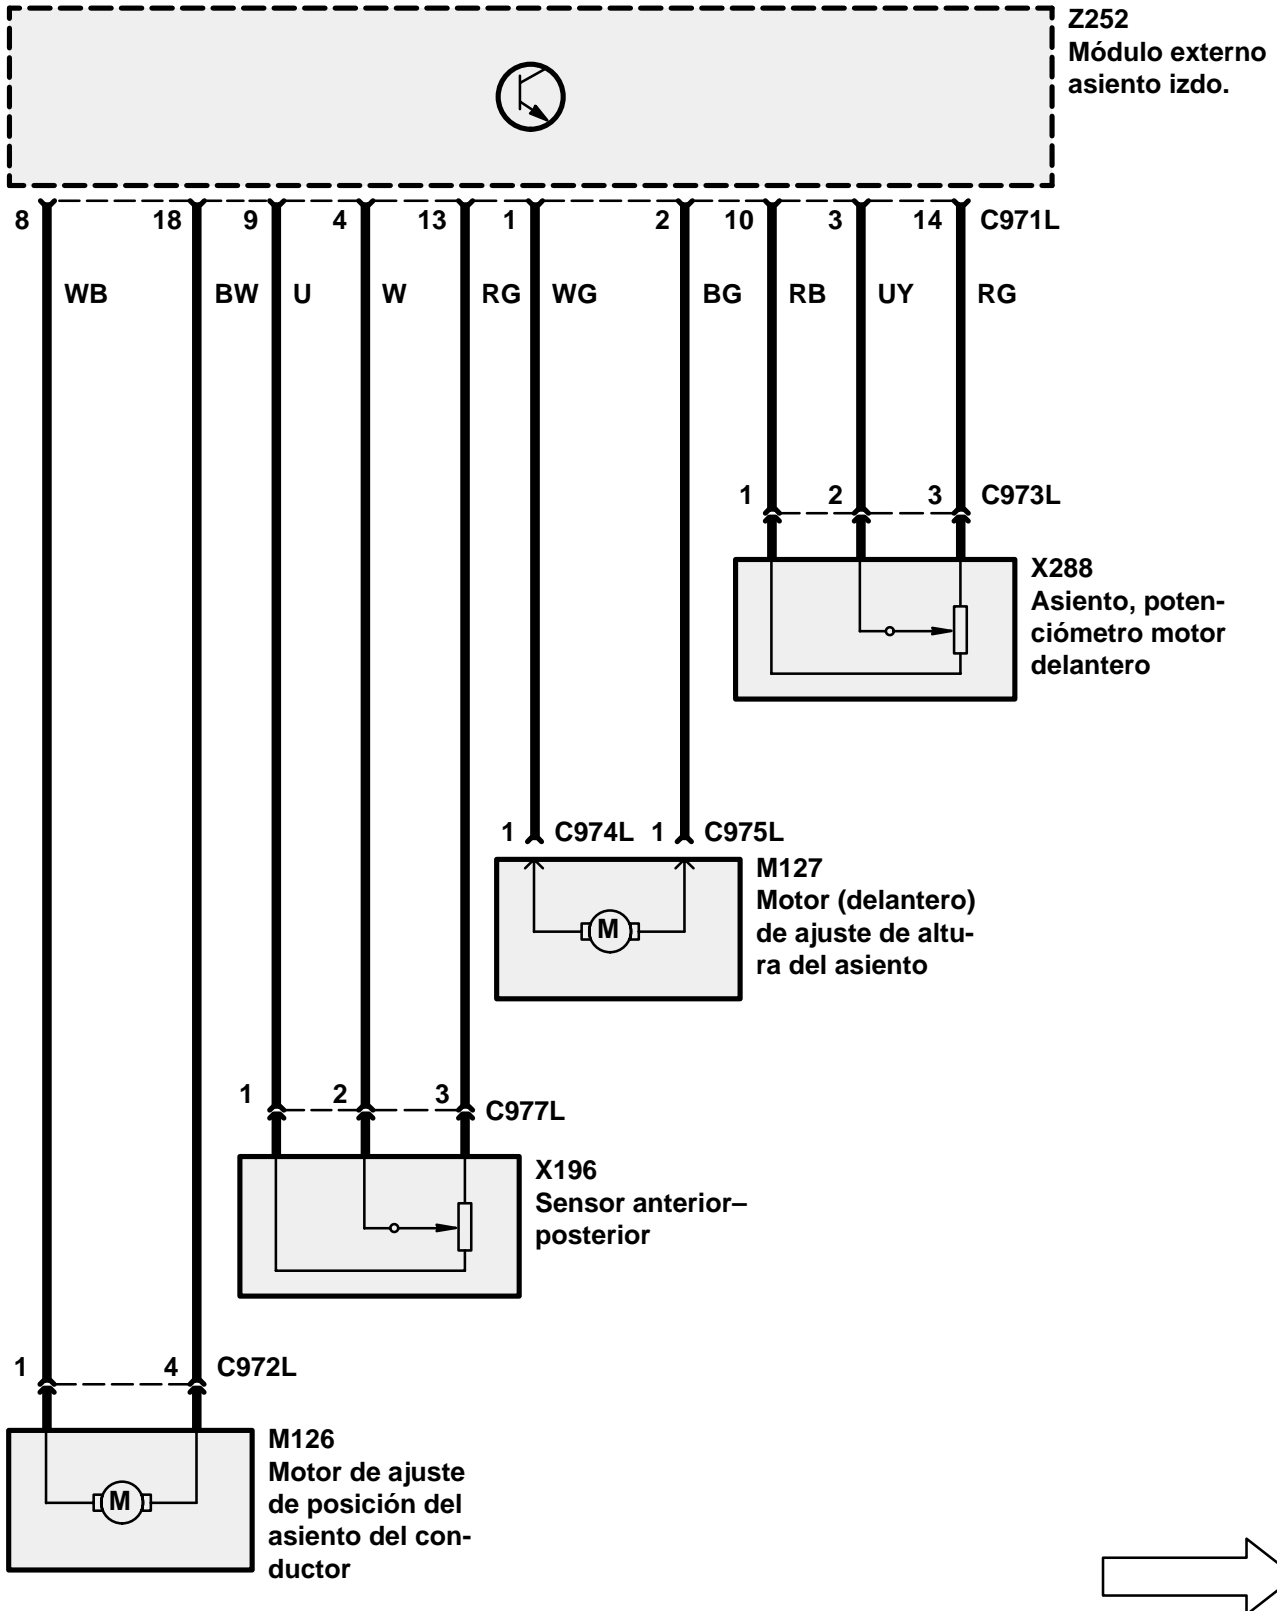 Z252
Módulo externo
asiento izdo.
8 18 9 4 13 1 2 10 3 14 C971L
WB BW U W RG WG BG RB UY RG
1 2 3 C973L
X288
Asiento, poten-
ciómetro motor
delantero
1 C974L 1 C975L
M127
Motor (delantero)
de ajuste de altu-
ra del asiento
M
1 2 3 C977L
X196
Sensor anterior–
posterior
1 4 C972L
M126
Motor de ajuste
de posición del
asiento del con-
ductor
M